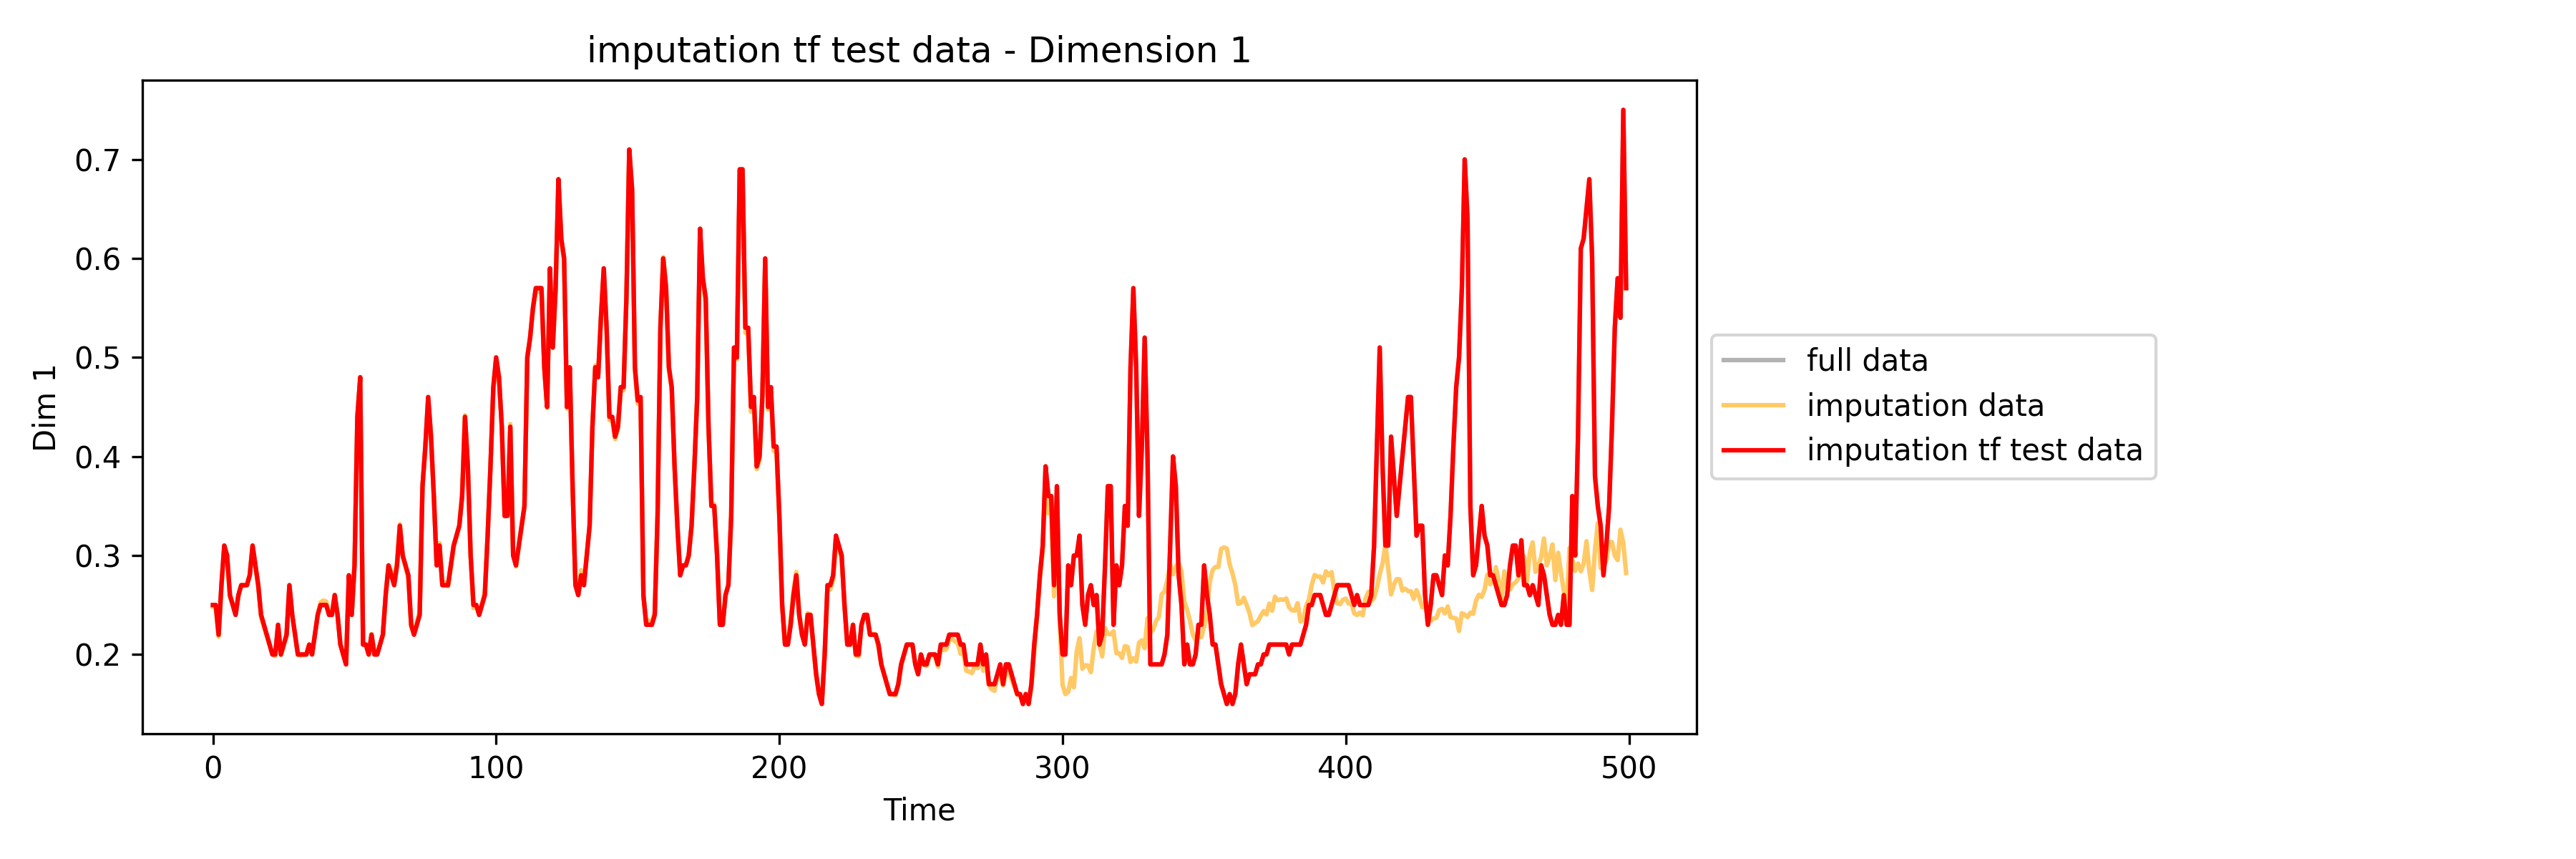 imputation tf test data - Dimension 1
Dim 1
0.7
0.6
0.5
0.4
0.3
0.2
0 100 200 300 400 500
Time
full data
imputation data
imputation tf test data